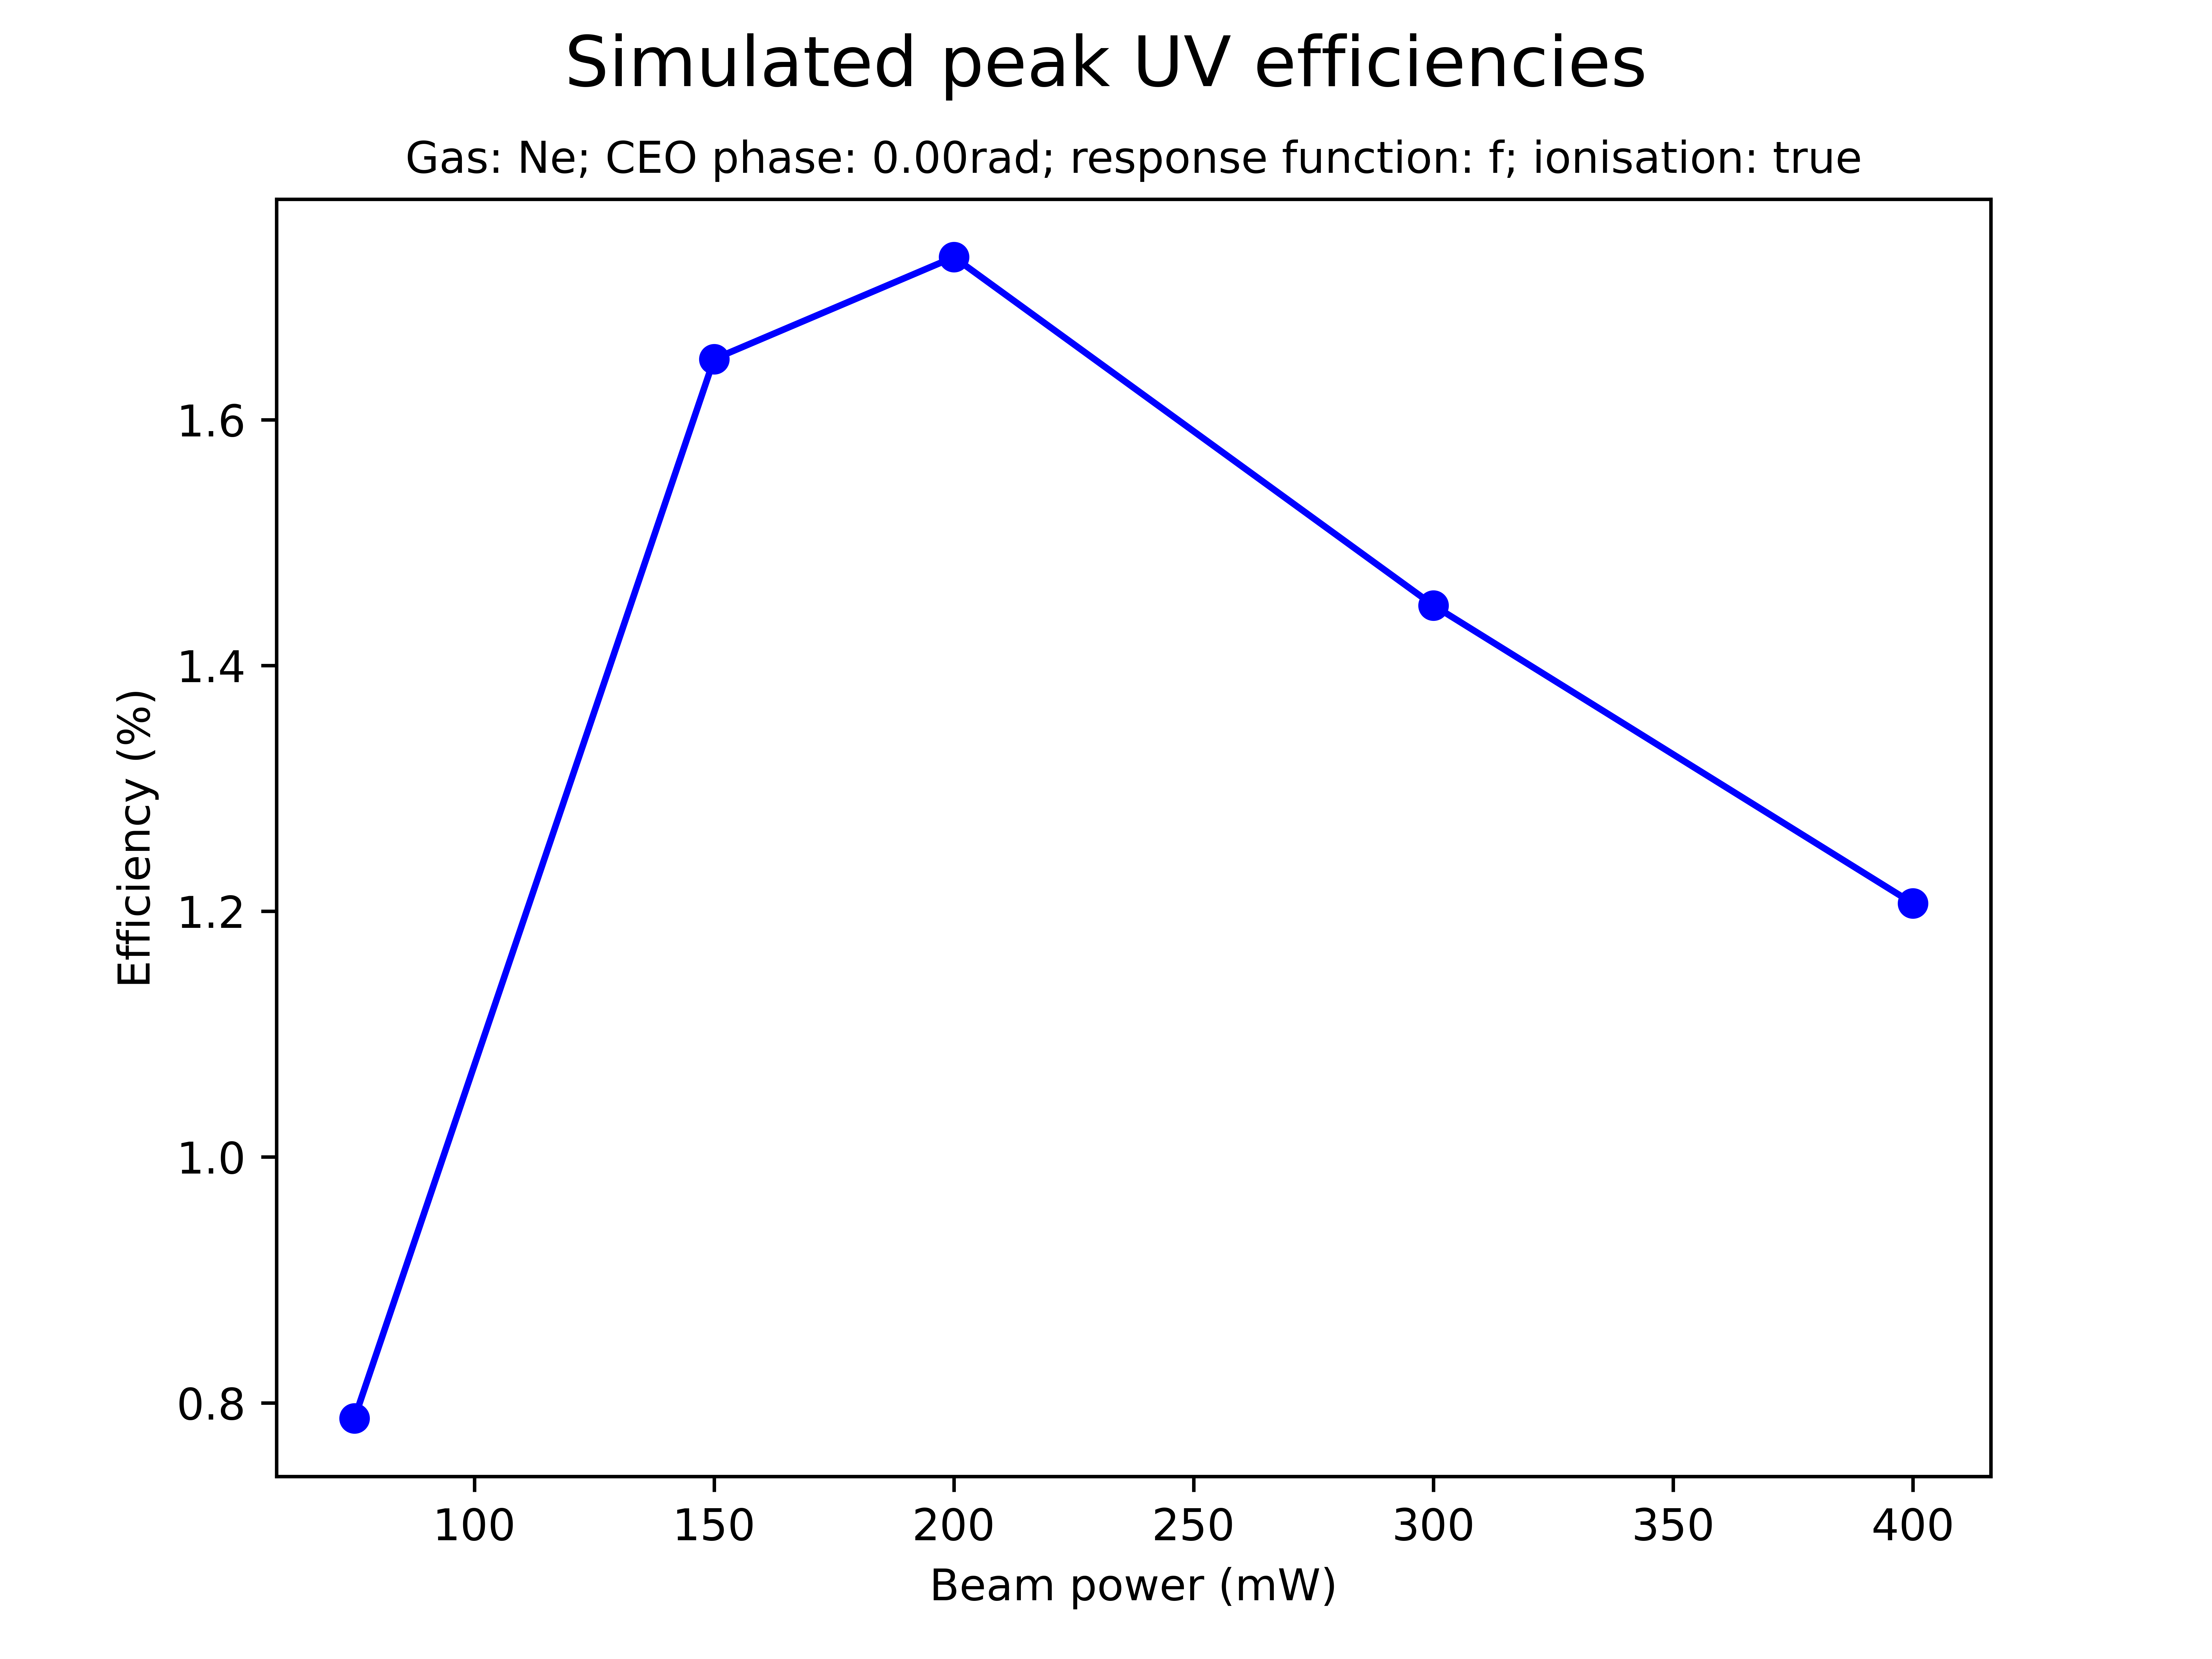 Simulated peak UV efficiencies
Gas: Ne; CEO phase: 0.00rad; response function: f; ionisation: true
Efficiency (%)
1.6
1.4
1.2
1.0
0.8
100 150 200 250 300 350 400
Beam power (mW)